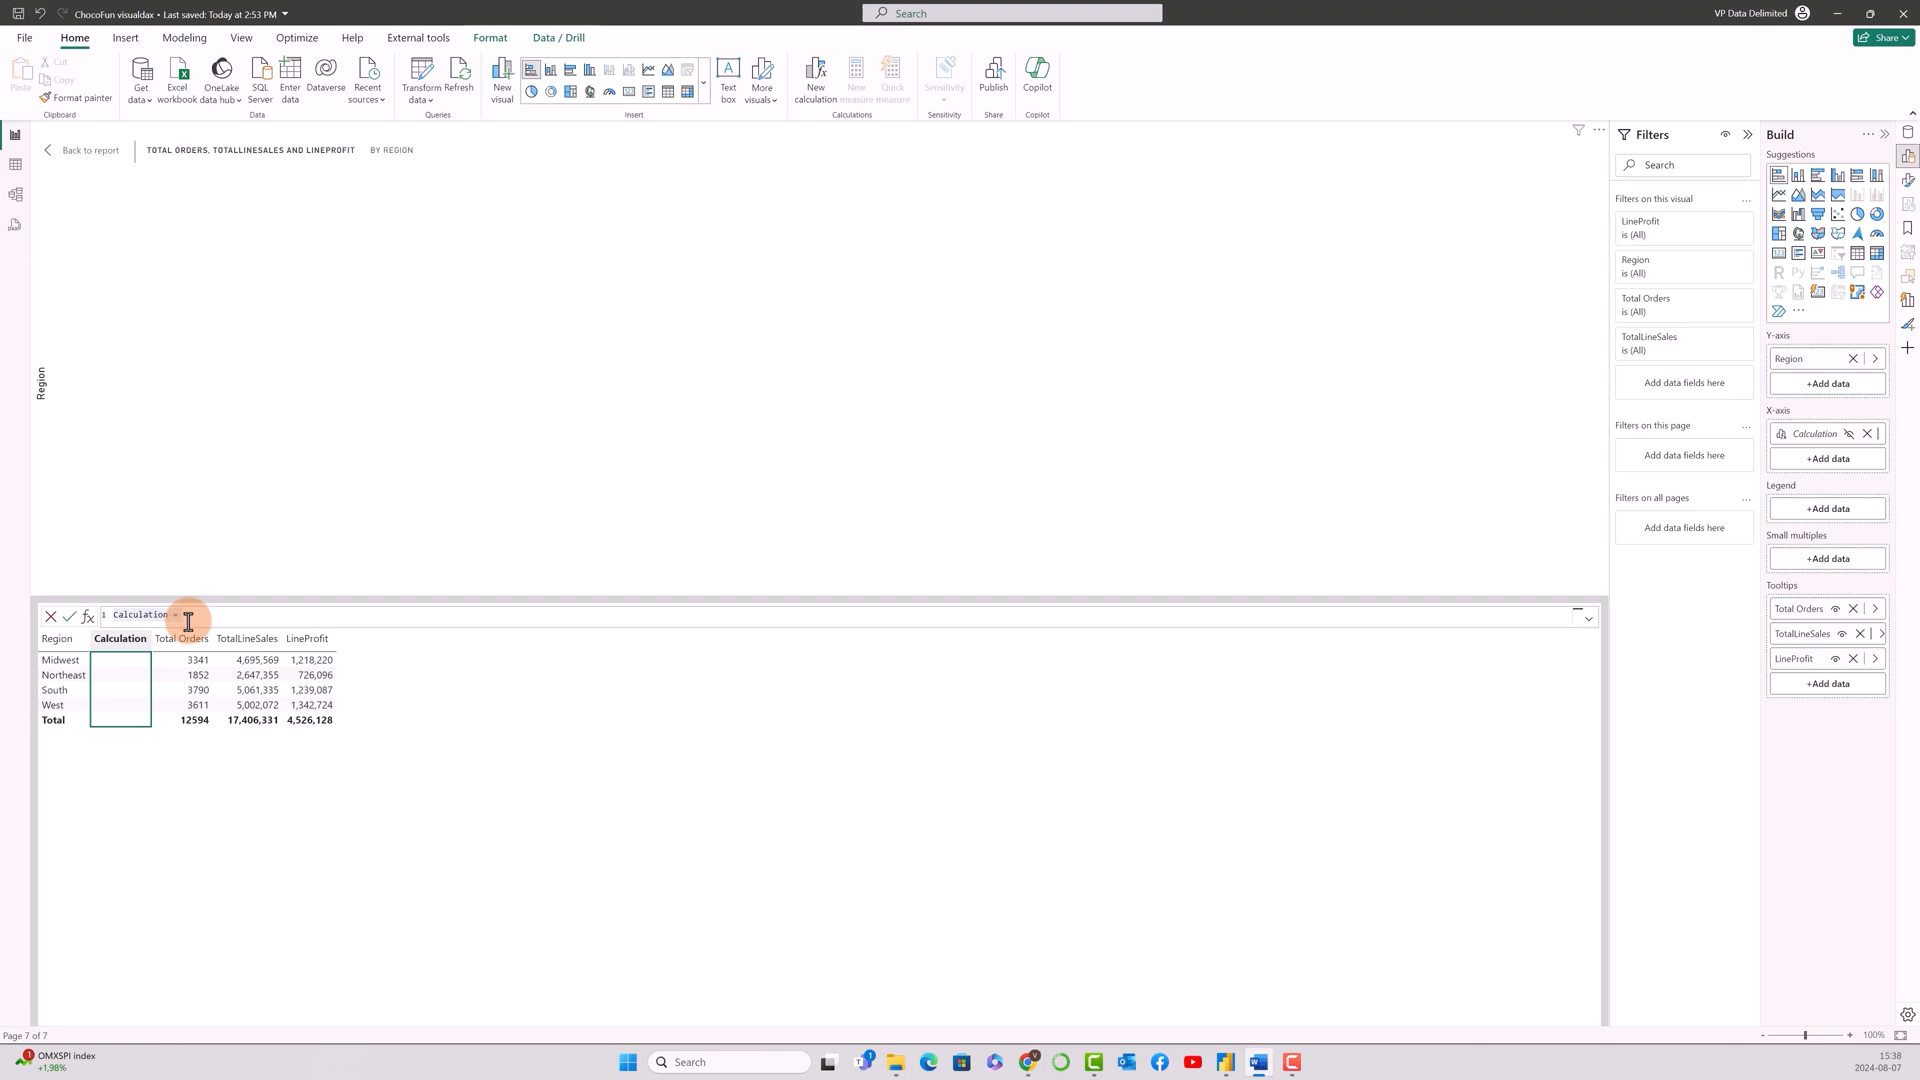 ChocoFun visualdax • Last saved: Today at 2:53 PM
Search
VP Data Delimited
File
Home
Insert
Modeling
View
Optimize
Help
External tools
Format
Data / Drill
Share
Paste
Cut
Copy
Format painter
Clipboard
Get data
Excel workbook
OneLake data hub
SQL Server
Enter data
Dataverse
Recent sources
Data
Transform data
Refresh
Queries
New visual
Text box
More visuals
Insert
New calculation
New measure
Quick measure
Calculations
Sensitivity
Sensitivity
Publish
Share
Copilot
Copilot
Back to report
TOTAL ORDERS, TOTALLINESALES AND LINEPROFIT
BY REGION
Region
1 Calculation =
Region Calculation Total Orders TotalLineSales LineProfit
Midwest 3341 4,695,569 1,218,220
Northeast 1852 2,647,355 726,096
South 3790 5,061,335 1,239,087
West 3611 5,002,072 1,342,724
Total 12594 17,406,331 4,526,128
Filters
Search
Filters on this visual ...
LineProfit
is (All)
Region
is (All)
Total Orders
is (All)
TotalLineSales
is (All)
Add data fields here
Filters on this page ...
Add data fields here
Filters on all pages ...
Add data fields here
Build
Suggestions
R Py
123
...
Y-axis
Region
+Add data
X-axis
Calculation
+Add data
Legend
+Add data
Small multiples
+Add data
Tooltips
Total Orders
TotalLineSales
LineProfit
+Add data
Page 7 of 7
100%
1
OMXSPI index
+1,98%
Search
15:38
2024-08-07